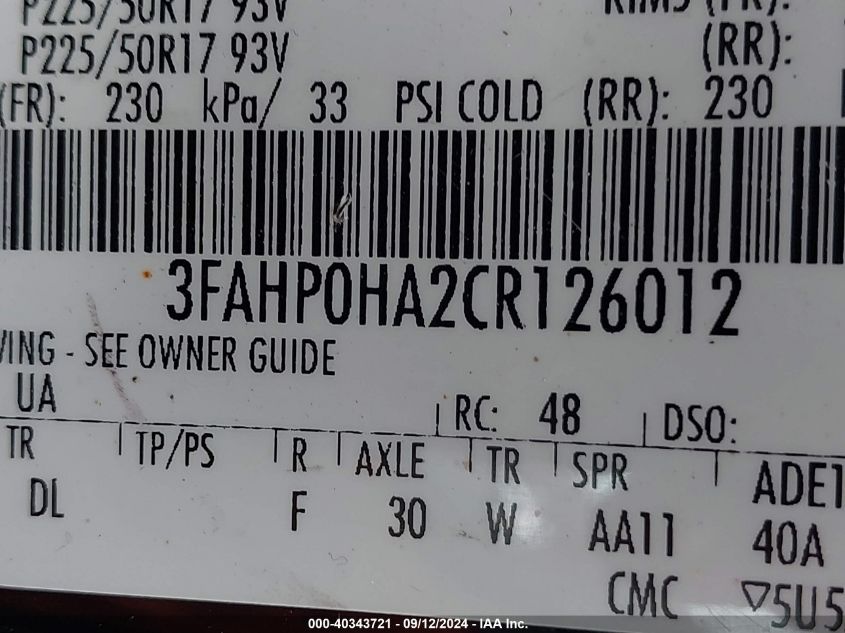 P225/50R17 93V RIMS (FR):
P225/50R17 93V (RR):
(FR): 230 kPa/ 33 PSI COLD (RR): 230
3FAHP0HA2CR126012
VING - SEE OWNER GUIDE
UA RC: 48 DSO:
TR TP/PS R AXLE TR SPR ADE1
DL F 30 W AA11 40A
CMC ▽5U5
000-40343721 - 09/12/2024 - IAA Inc.